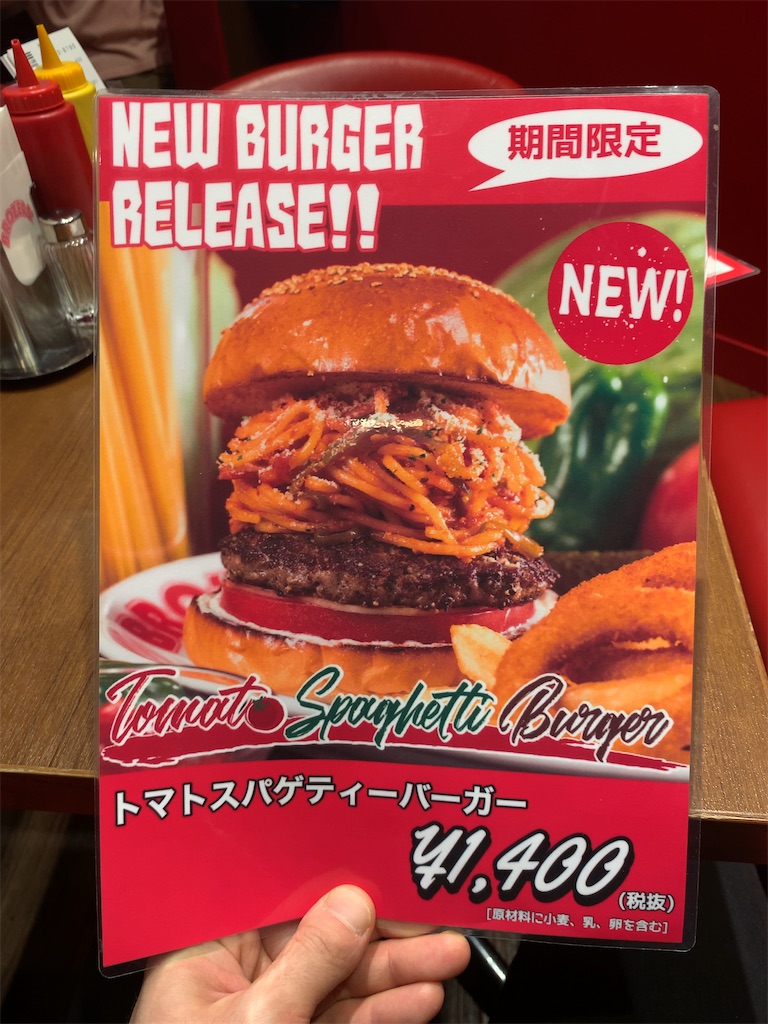 NEW BURGER
RELEASE!!
期間限定
NEW!
Tomato Spaghetti Burger
トマトスパゲティーバーガー
¥1,400
(税抜)
[原材料に小麦、乳、卵を含む]